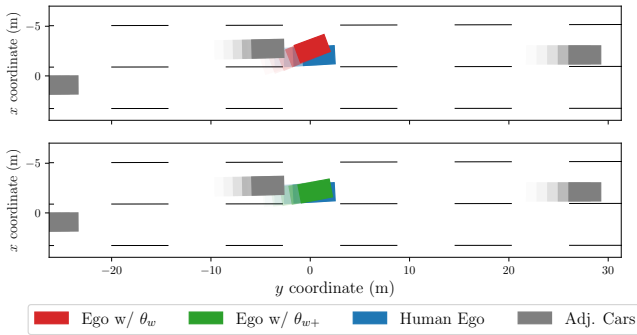 x coordinate (m)
−5
0
x coordinate (m)
−5
0
−20
−10
0
10
20
30
y coordinate (m)
Ego w/ θw
Ego w/ θw+
Human Ego
Adj. Cars